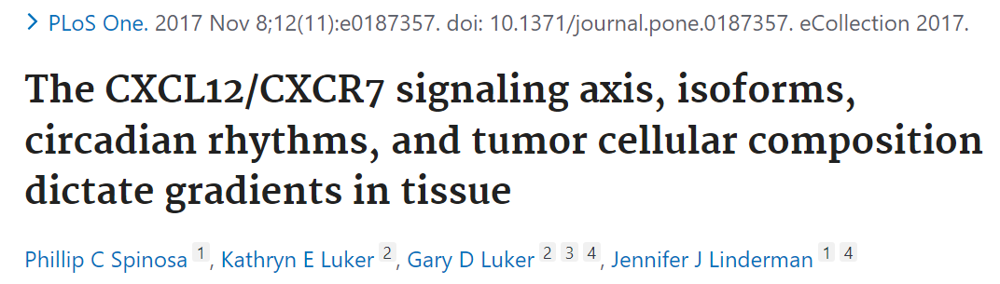 > PLoS One. 2017 Nov 8;12(11):e0187357. doi: 10.1371/journal.pone.0187357. eCollection 2017.
The CXCL12/CXCR7 signaling axis, isoforms,
circadian rhythms, and tumor cellular composition
dictate gradients in tissue
Phillip C Spinosa 1, Kathryn E Luker 2, Gary D Luker 2 3 4, Jennifer J Linderman 1 4